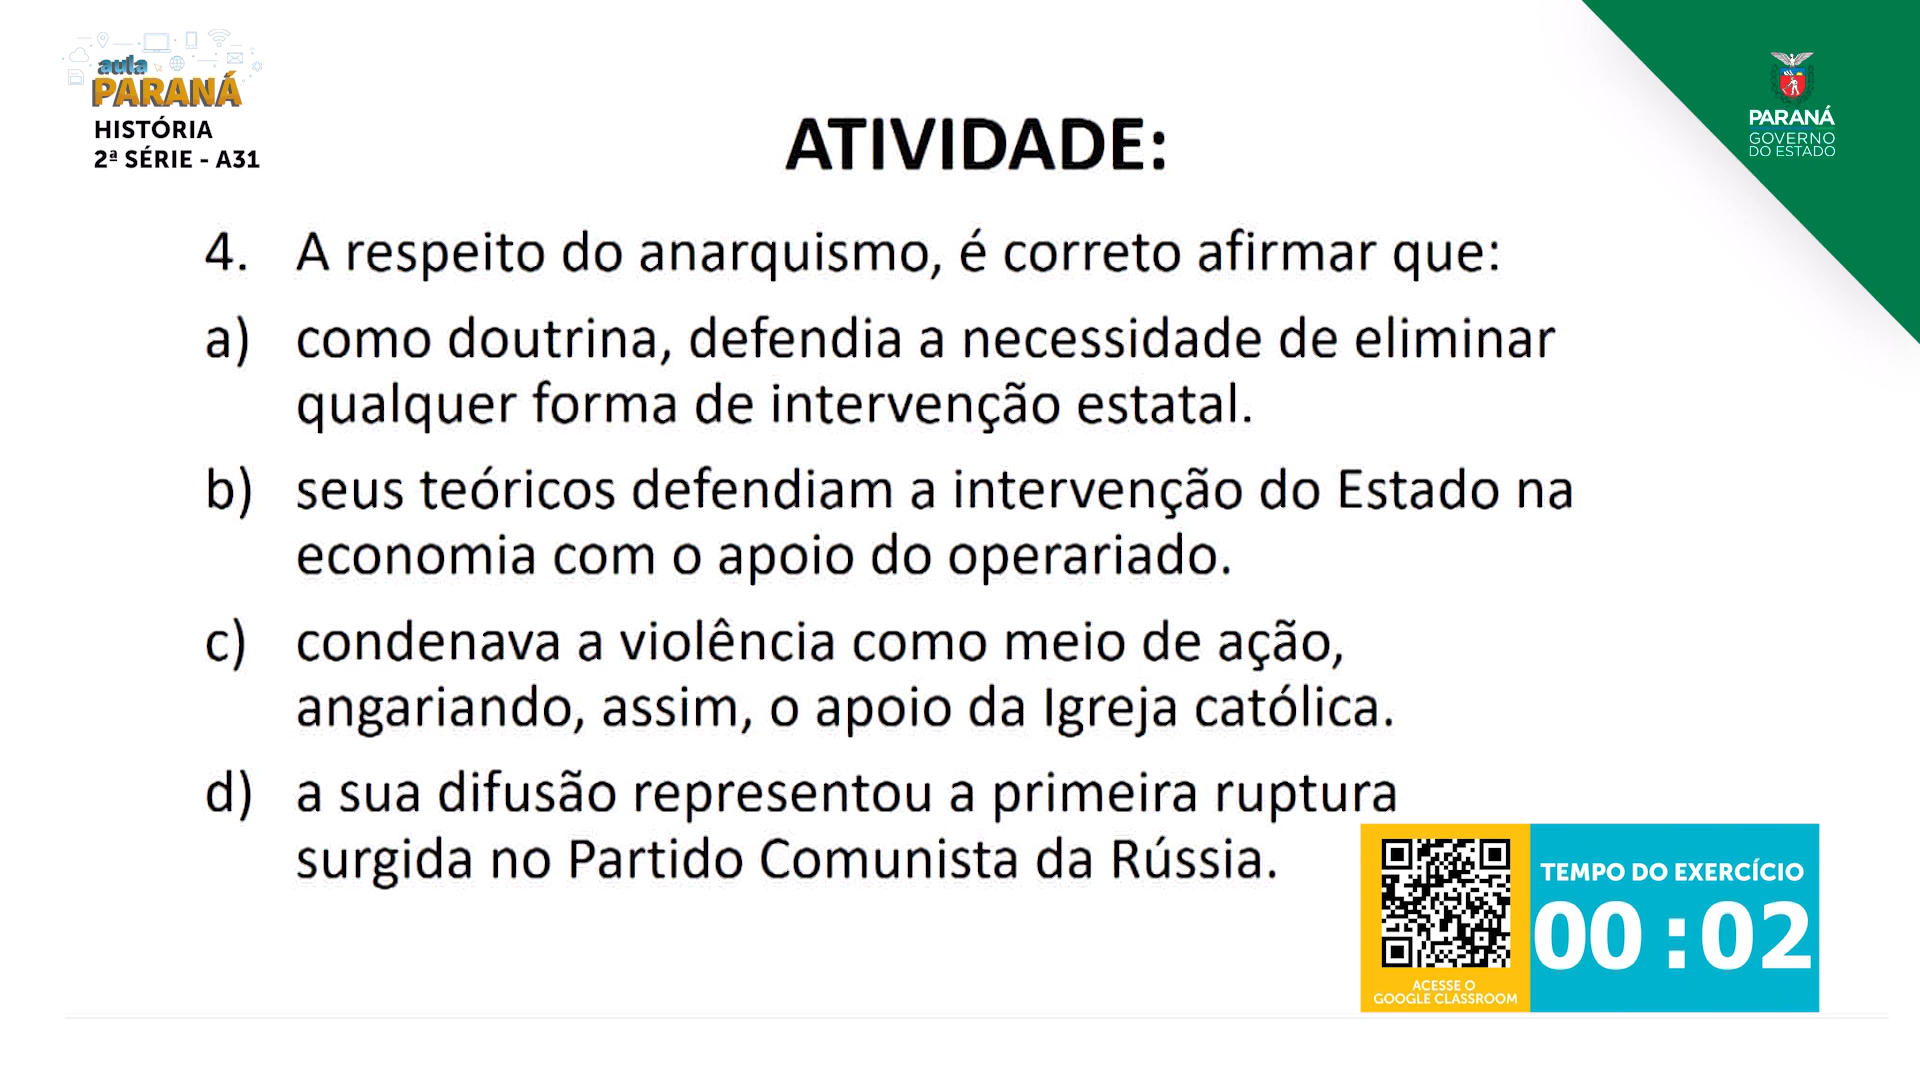 aula
PARANÁ
HISTÓRIA
2ª SÉRIE - A31
PARANÁ
GOVERNO
DO ESTADO
ATIVIDADE:
4. A respeito do anarquismo, é correto afirmar que:
a) como doutrina, defendia a necessidade de eliminar
qualquer forma de intervenção estatal.
b) seus teóricos defendiam a intervenção do Estado na
economia com o apoio do operariado.
c) condenava a violência como meio de ação,
angariando, assim, o apoio da Igreja católica.
d) a sua difusão representou a primeira ruptura
surgida no Partido Comunista da Rússia.
ACESSE O
GOOGLE CLASSROOM
TEMPO DO EXERCÍCIO
00 : 02